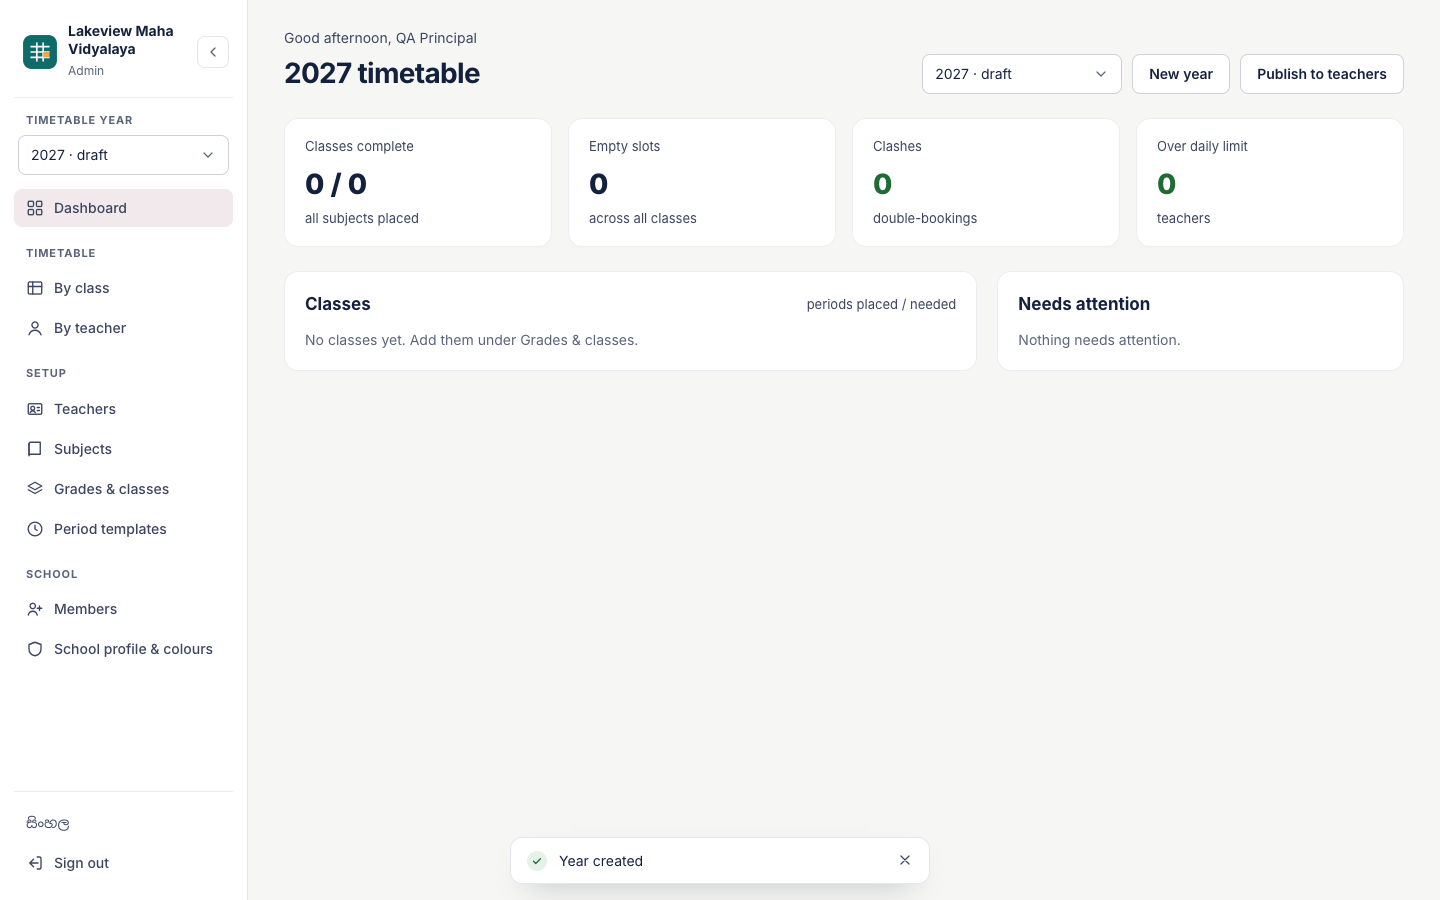 Lakeview Maha
Vidyalaya
Admin
TIMETABLE YEAR
2027 · draft
Dashboard
TIMETABLE
By class
By teacher
SETUP
Teachers
Subjects
Grades & classes
Period templates
SCHOOL
Members
School profile & colours
සිංහල
Sign out
Good afternoon, QA Principal
2027 timetable
2027 · draft
New year
Publish to teachers
Classes complete
0 / 0
all subjects placed
Empty slots
0
across all classes
Clashes
0
double-bookings
Over daily limit
0
teachers
Classes
periods placed / needed
No classes yet. Add them under Grades & classes.
Needs attention
Nothing needs attention.
Year created